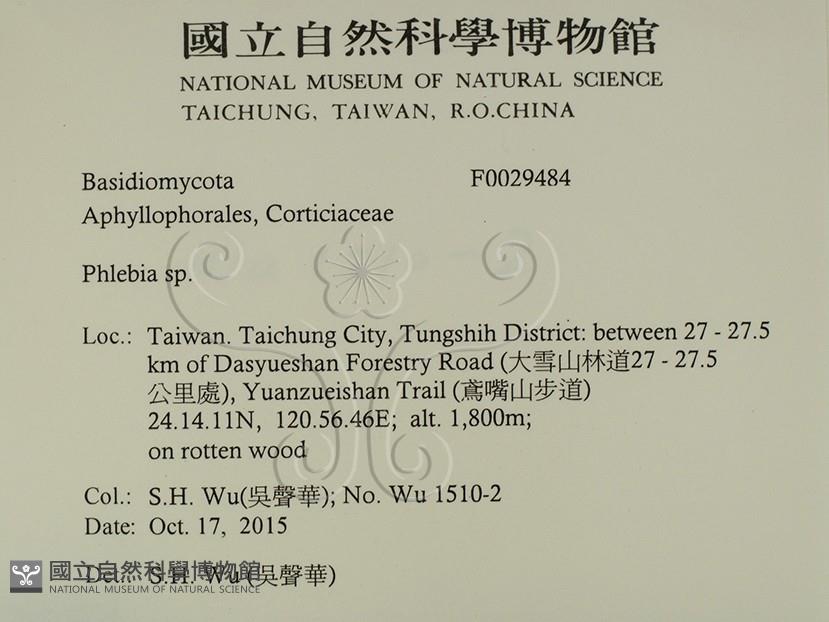 國立自然科學博物館
NATIONAL MUSEUM OF NATURAL SCIENCE
TAICHUNG, TAIWAN, R.O.CHINA
Basidiomycota F0029484
Aphyllophorales, Corticiaceae
Phlebia sp.
Loc.: Taiwan. Taichung City, Tungshih District: between 27 - 27.5
km of Dasyueshan Forestry Road (大雪山林道27 - 27.5
公里處), Yuanzueishan Trail (鳶嘴山步道)
24.14.11N, 120.56.46E; alt. 1,800m;
on rotten wood
Col.: S.H. Wu(吳聲華); No. Wu 1510-2
Date: Oct. 17, 2015
Det.: S.H. Wu (吳聲華)
國立自然科學博物館
NATIONAL MUSEUM OF NATURAL SCIENCE